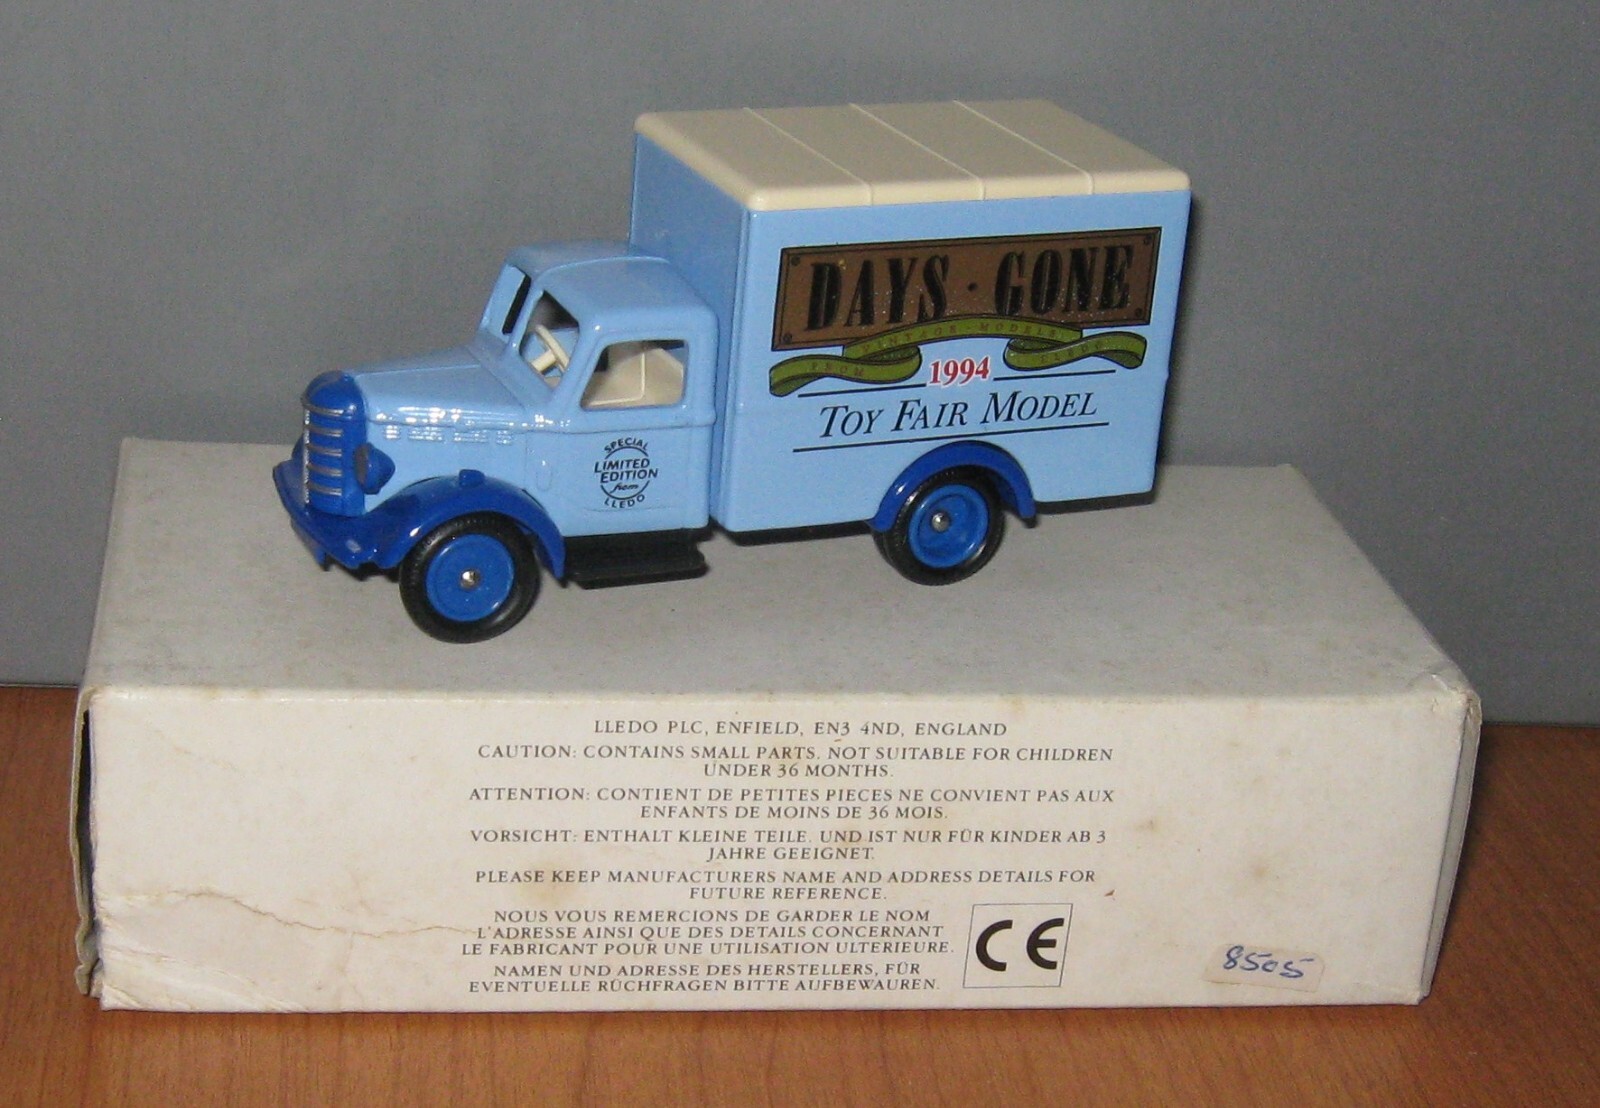 DAYS · GONE
FROM VINTAGE · MODELS LLEDO
1994
TOY FAIR MODEL
SPECIAL
LIMITED
EDITION
from
LLEDO
LLEDO PLC, ENFIELD, EN3 4ND, ENGLAND
CAUTION: CONTAINS SMALL PARTS. NOT SUITABLE FOR CHILDREN
UNDER 36 MONTHS.
ATTENTION: CONTIENT DE PETITES PIECES NE CONVIENT PAS AUX
ENFANTS DE MOINS DE 36 MOIS.
VORSICHT: ENTHALT KLEINE TEILE. UND IST NUR FÜR KINDER AB 3
JAHRE GEEIGNET.
PLEASE KEEP MANUFACTURERS NAME AND ADDRESS DETAILS FOR
FUTURE REFERENCE.
NOUS VOUS REMERCIONS DE GARDER LE NOM
L'ADRESSE AINSI QUE DES DETAILS CONCERNANT
LE FABRICANT POUR UNE UTILISATION ULTERIEURE.
NAMEN UND ADRESSE DES HERSTELLERS, FÜR
EVENTUELLE RÜCHFRAGEN BITTE AUFBEWAUREN.
CE
8505